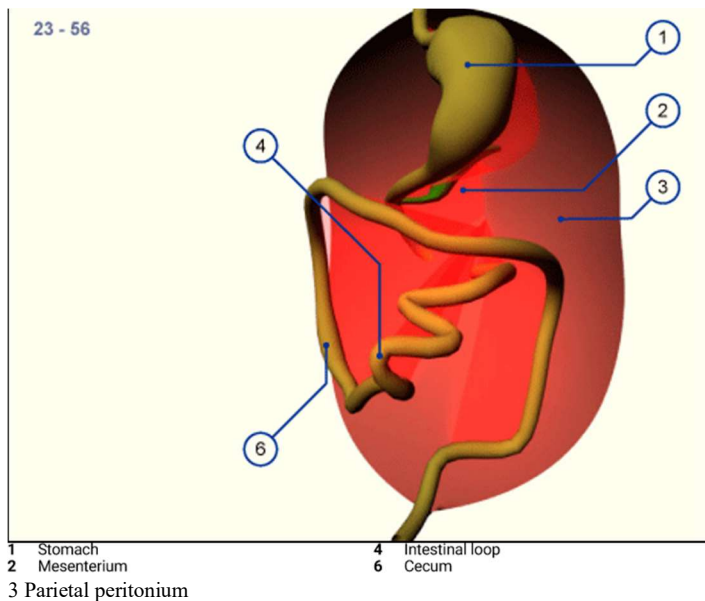 23 - 56
1
2
4
3
6
1 Stomach 4 Intestinal loop
2 Mesenterium 6 Cecum
3 Parietal peritonium